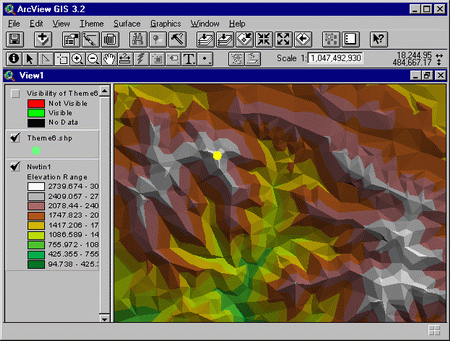 ArcView GIS 3.2
File Edit View Theme Surface Graphics Window Help
Scale 1: 1,047,492,930
18,244.95
484,667.17
View1
Visibility of Theme6
Not Visible
Visible
No Data
Theme6.shp
Nwtin1
Elevation Range
2739.674 - 30
2409.057 - 27
2078.44 - 240
1747.823 - 20
1417.206 - 17
1086.589 - 14
755.972 - 108
425.355 - 755
94.738 - 425.3
T